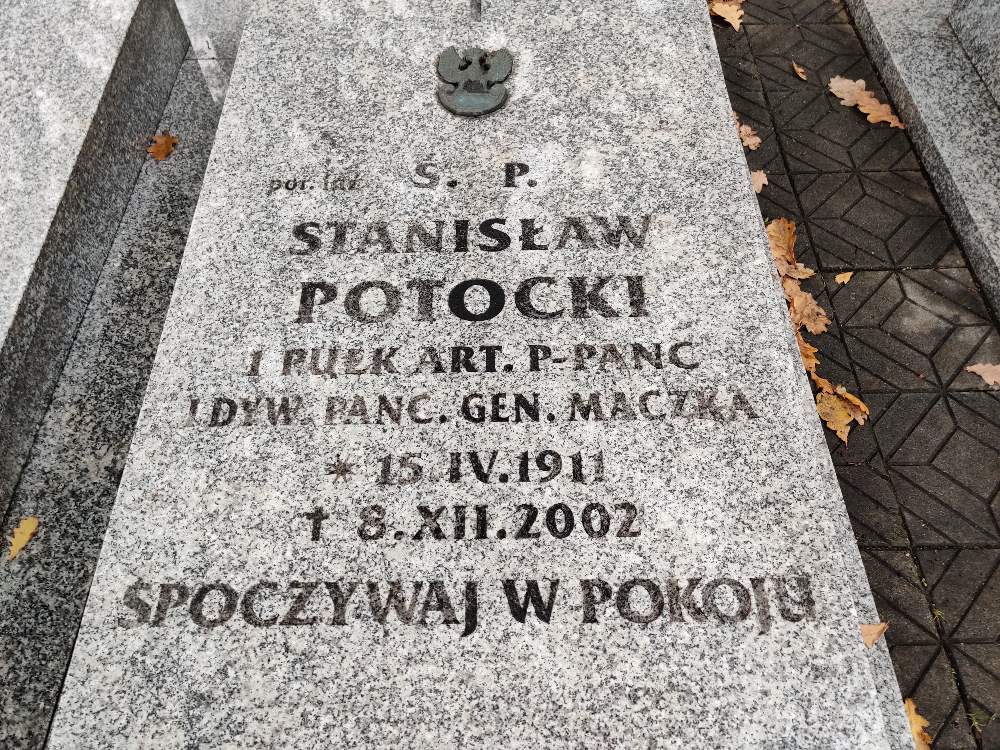 por. inż. S. P.
STANISŁAW
POTOCKI
I PUŁK ART. P-PANC
I DYW. PANC. GEN. MACZKA
* 15.IV.1911
† 8.XII.2002
SPOCZYWAJ W POKOJU